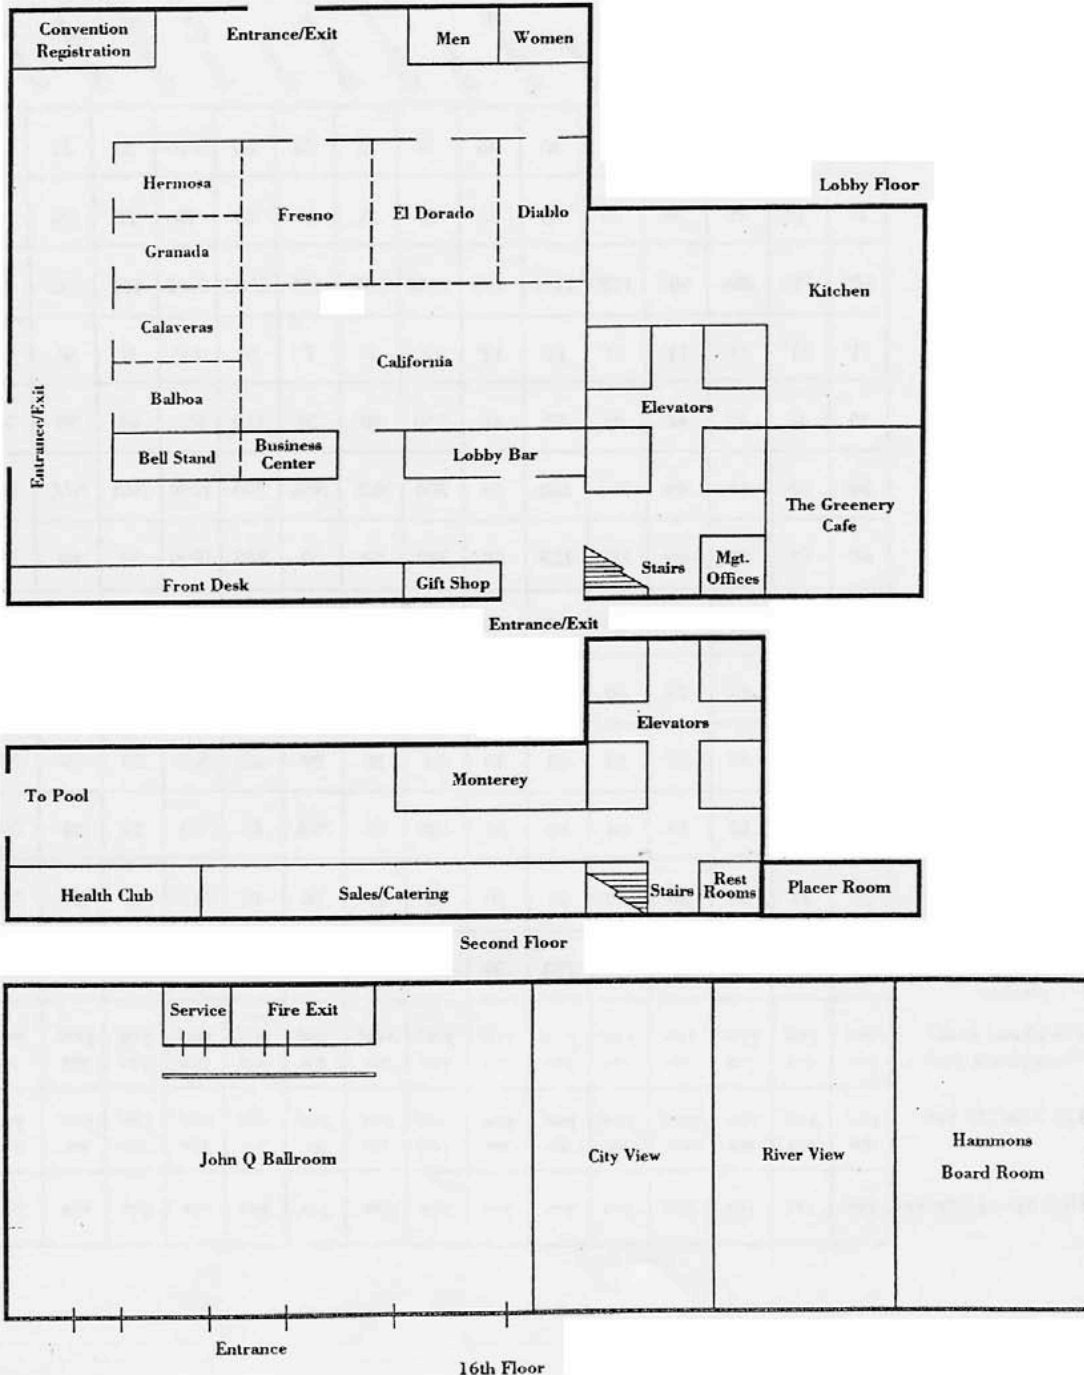 Convention
Registration
Entrance/Exit
Men
Women
Lobby Floor
Hermosa
Fresno
El Dorado
Diablo
Granada
Kitchen
Calaveras
California
Balboa
Elevators
Entrance/Exit
Bell Stand
Business
Center
Lobby Bar
The Greenery
Cafe
Front Desk
Gift Shop
Stairs
Mgt.
Offices
Entrance/Exit
Elevators
Monterey
To Pool
Health Club
Sales/Catering
Stairs
Rest
Rooms
Placer Room
Second Floor
Service
Fire Exit
John Q Ballroom
City View
River View
Hammons
Board Room
Entrance
16th Floor